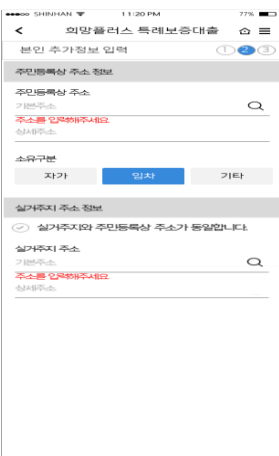 SHINHAN 11:20 PM 77%
희망플러스 특례보증대출
본인 추가정보 입력 1 2 3
주민등록상 주소 정보
주민등록상 주소
기본주소
주소를 입력해주세요
상세주소
소유구분
자가 임차 기타
실거주지 주소 정보
실거주지와 주민등록상 주소가 동일합니다.
실거주지 주소
기본주소
주소를 입력해주세요
상세주소